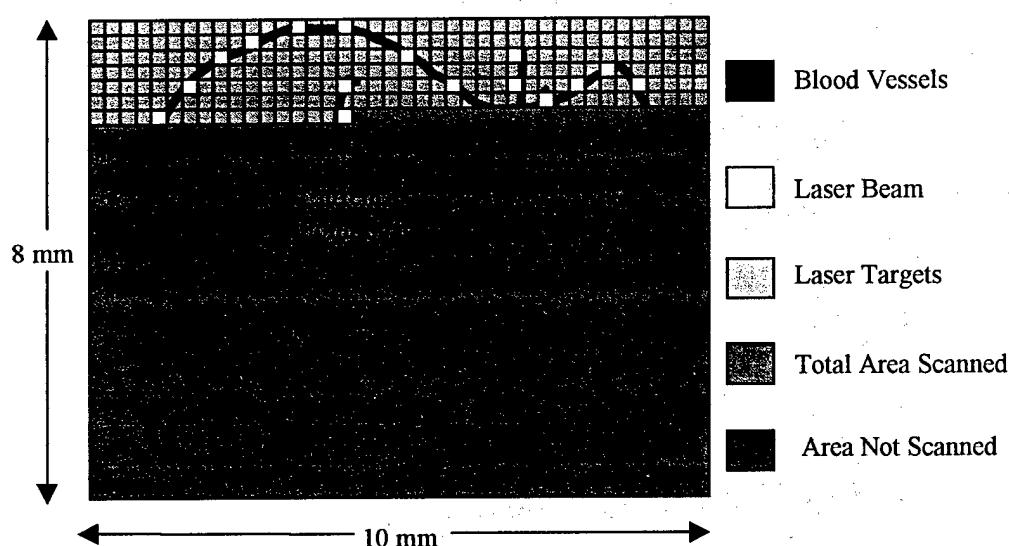 Blood Vessels
Laser Beam
8 mm
Laser Targets
Total Area Scanned
Area Not Scanned
10 mm